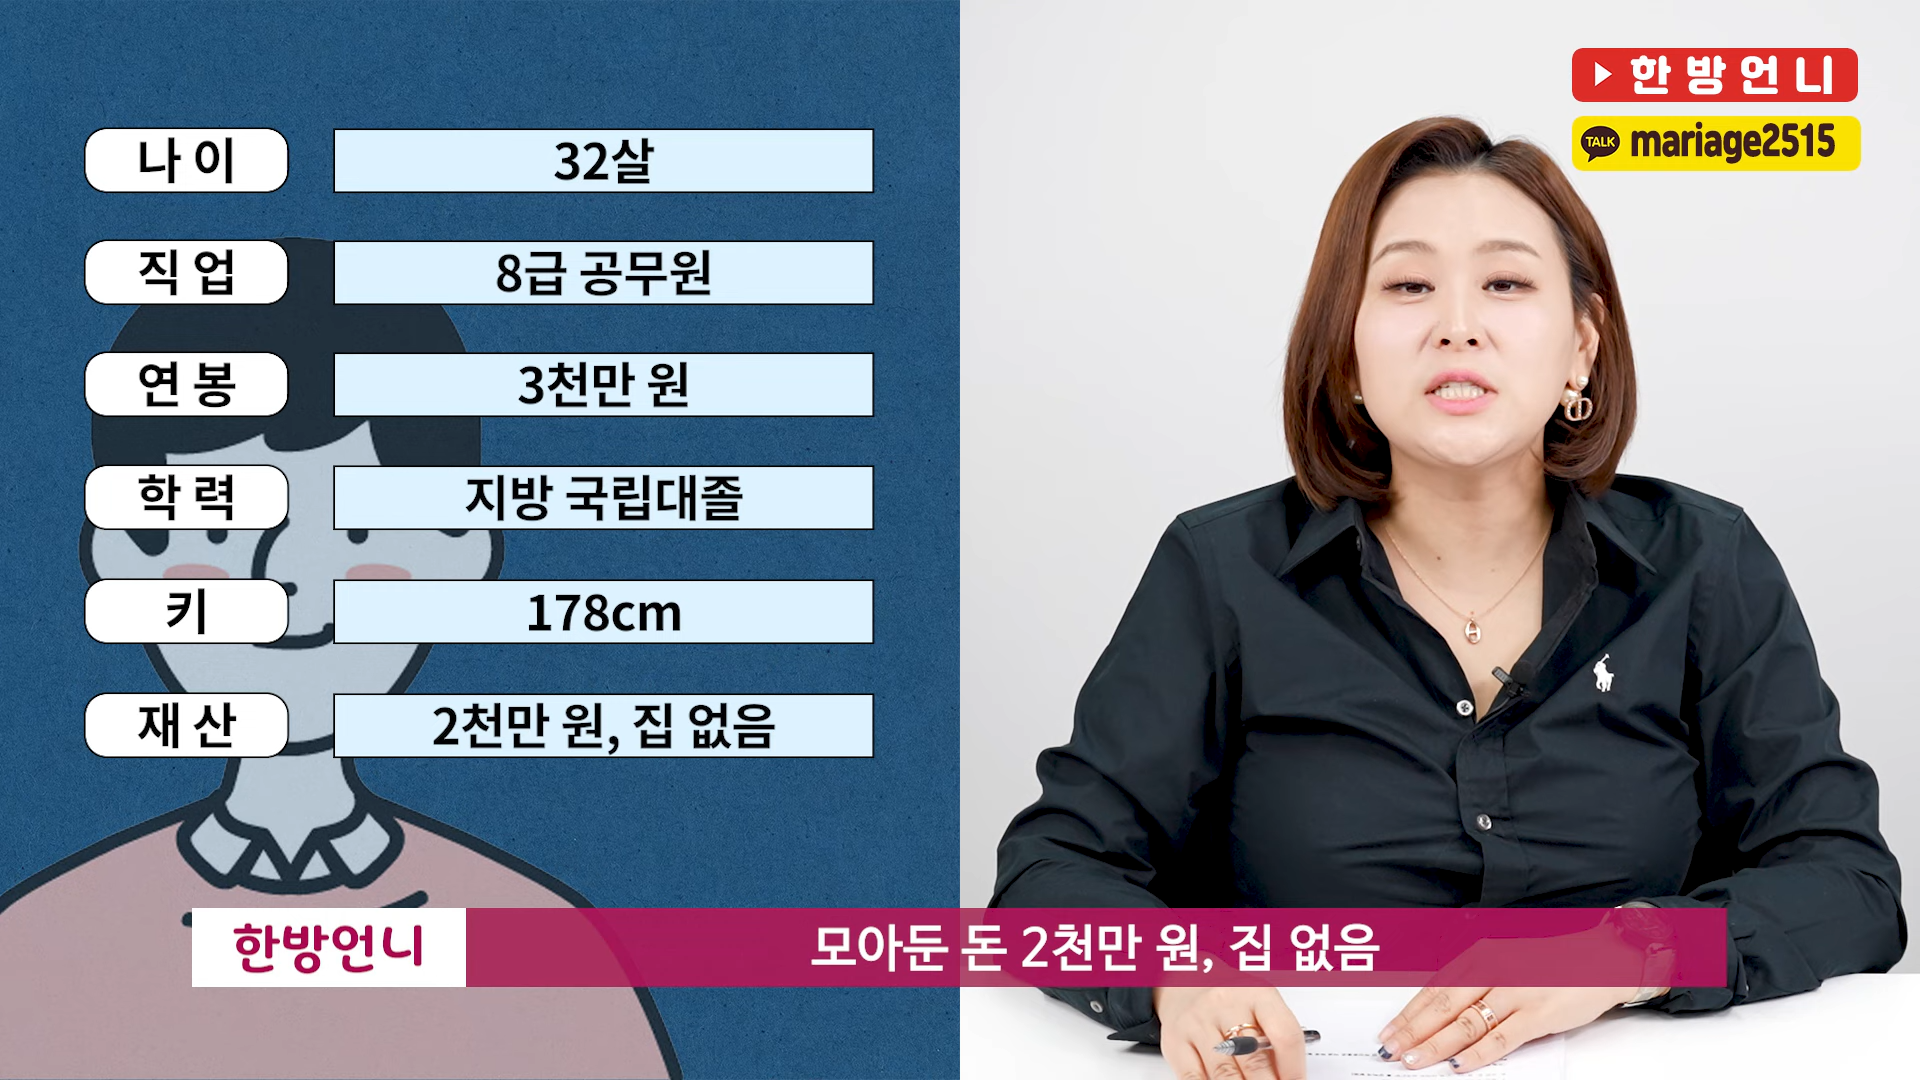 나이 32살
직업 8급 공무원
연봉 3천만 원
학력 지방 국립대졸
키 178cm
재산 2천만 원, 집 없음
한방언니
TALK mariage2515
한방언니 모아둔 돈 2천만 원, 집 없음